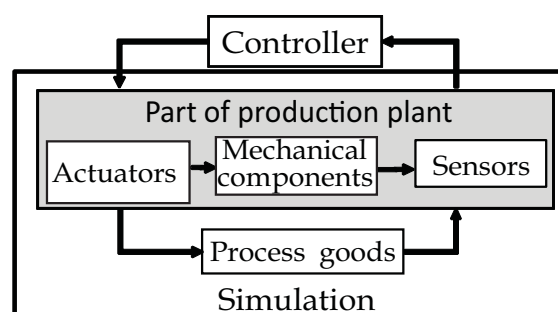 Controller
Part of production plant
Actuators
Mechanical
components
Sensors
Process goods
Simulation